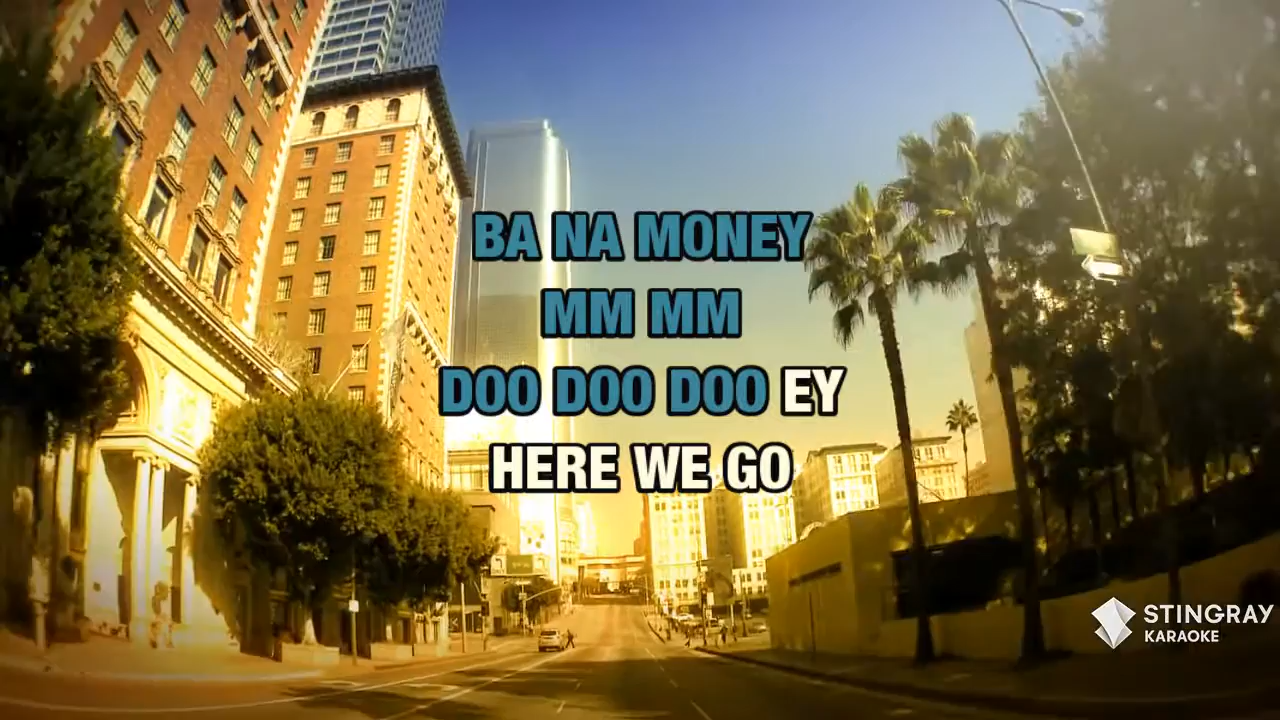 BA NA MONEY
MM MM
DOO DOO DOO EY
HERE WE GO
STINGRAY
KARAOKE